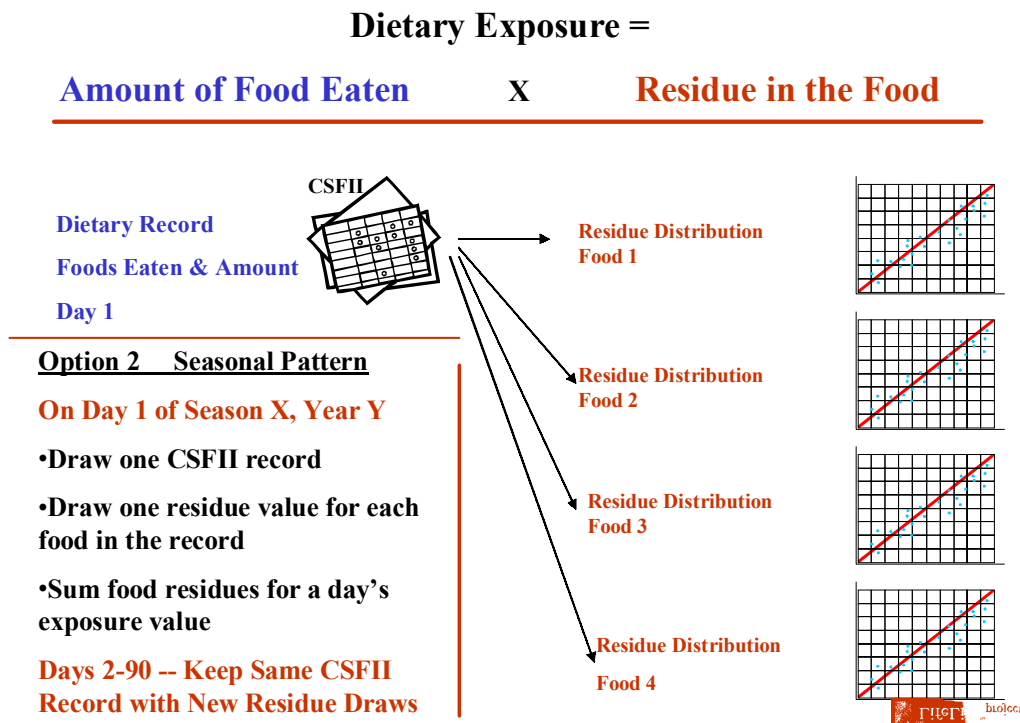 Dietary Exposure =
Amount of Food Eaten X Residue in the Food
CSFII
Dietary Record
Foods Eaten & Amount
Day 1
Residue Distribution
Food 1
Residue Distribution
Food 2
Residue Distribution
Food 3
Residue Distribution
Food 4
Option 2 Seasonal Pattern
On Day 1 of Season X, Year Y
•Draw one CSFII record
•Draw one residue value for each
food in the record
•Sum food residues for a day's
exposure value
Days 2-90 -- Keep Same CSFII
Record with New Residue Draws